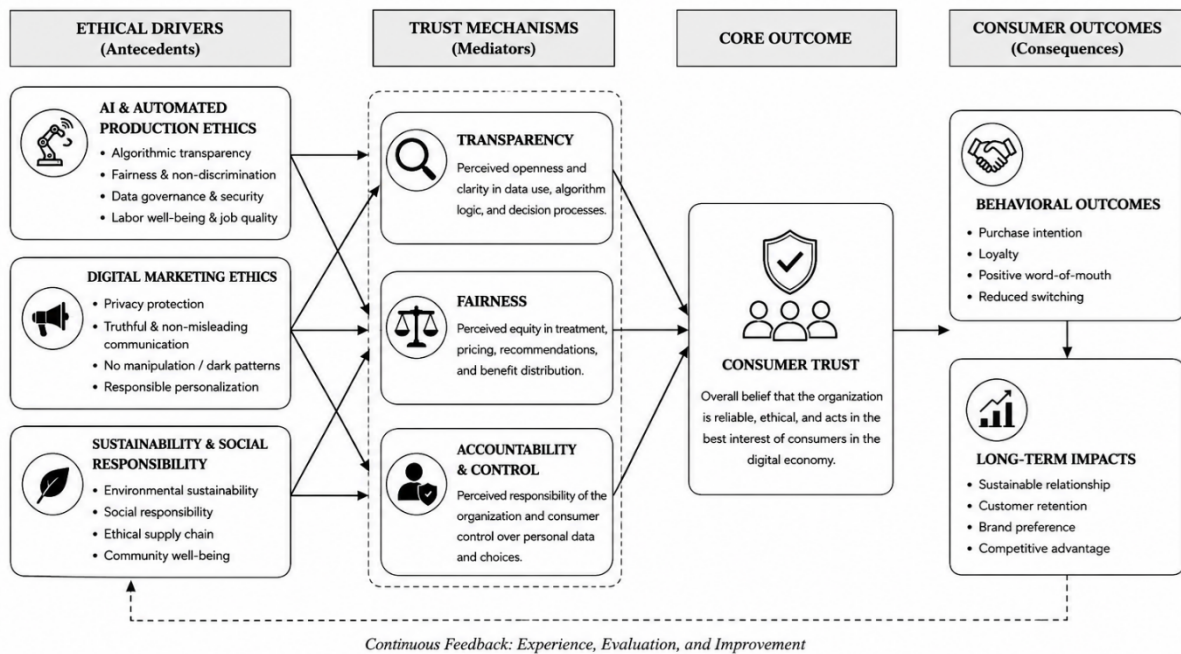 ETHICAL DRIVERS
(Antecedents)
TRUST MECHANISMS
(Mediators)
CORE OUTCOME
CONSUMER OUTCOMES
(Consequences)
AI & AUTOMATED
PRODUCTION ETHICS
• Algorithmic transparency
• Fairness & non-discrimination
• Data governance & security
• Labor well-being & job quality
DIGITAL MARKETING ETHICS
• Privacy protection
• Truthful & non-misleading
communication
• No manipulation / dark patterns
• Responsible personalization
SUSTAINABILITY & SOCIAL
RESPONSIBILITY
• Environmental sustainability
• Social responsibility
• Ethical supply chain
• Community well-being
TRANSPARENCY
Perceived openness and
clarity in data use, algorithm
logic, and decision processes.
FAIRNESS
Perceived equity in treatment,
pricing, recommendations,
and benefit distribution.
ACCOUNTABILITY
& CONTROL
Perceived responsibility of the
organization and consumer
control over personal data
and choices.
CONSUMER TRUST
Overall belief that the organization
is reliable, ethical, and acts in the
best interest of consumers in the
digital economy.
BEHAVIORAL OUTCOMES
• Purchase intention
• Loyalty
• Positive word-of-mouth
• Reduced switching
LONG-TERM IMPACTS
• Sustainable relationship
• Customer retention
• Brand preference
• Competitive advantage
Continuous Feedback: Experience, Evaluation, and Improvement